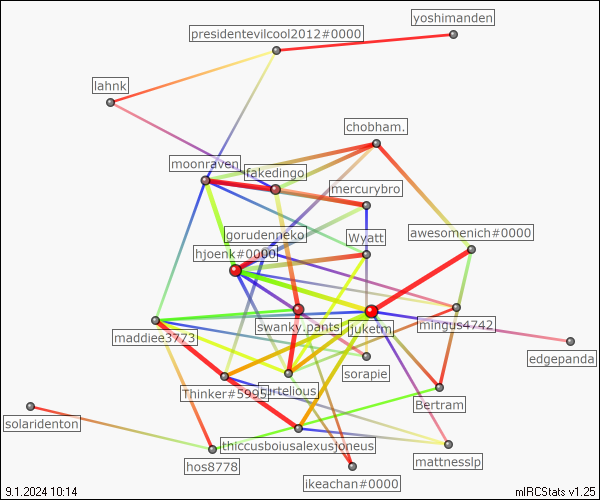 yoshimanden
presidentevilcool2012#0000
lahnk
chobham.
moonraven
fakedingo
mercurybro
gorudenneko
Wyatt
awesomenich#0000
hjoenk#0000
swanky.pants
juketm
mingus4742
maddiee3773
edgepanda
sorapie
Thinker#5995
Bertram
solaridenton
thiccusboiusalexusjoneus
mattnesslp
hos8778
ikeachan#0000
9.1.2024 10:14
mIRCStats v1.25